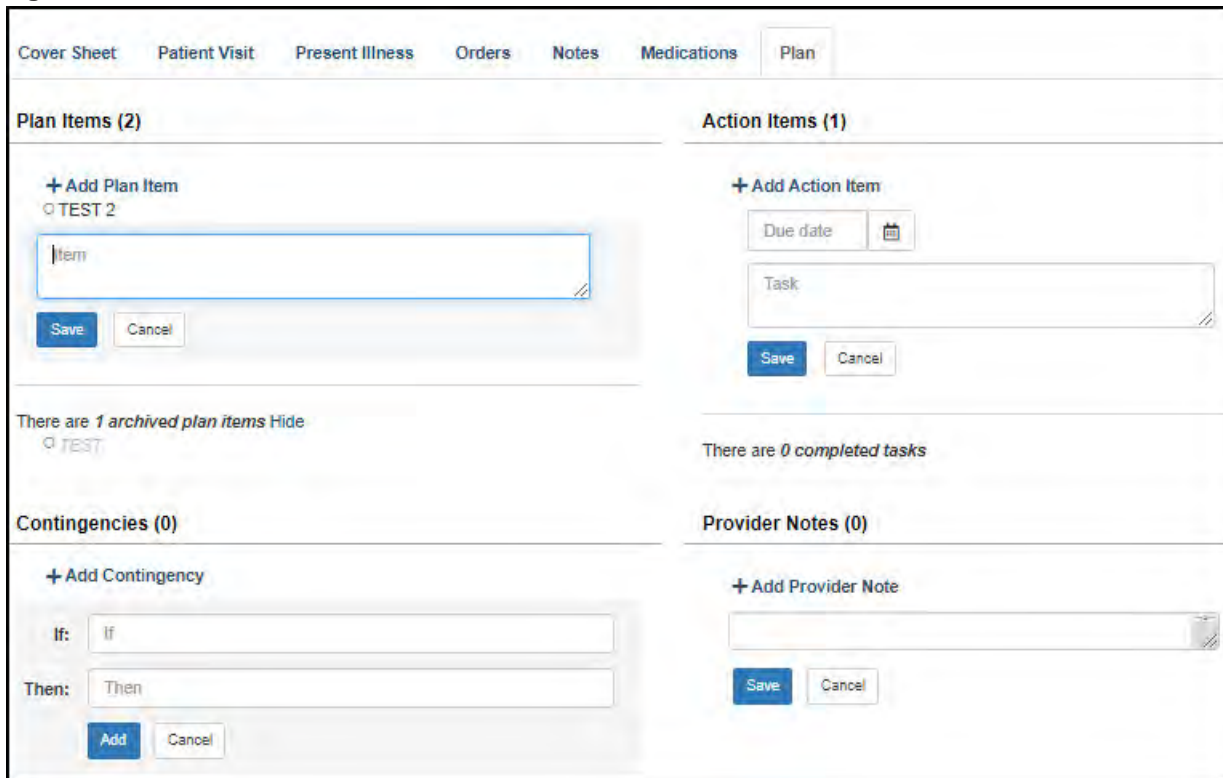 Cover Sheet Patient Visit Present Illness Orders Notes Medications Plan
Plan Items (2)
Add Plan Item
TEST 2
Item
Save Cancel
There are 1 archived plan items Hide
TEST
Action Items (1)
Add Action Item
Due date
Task
Save Cancel
There are 0 completed tasks
Contingencies (0)
Add Contingency
If: If
Then: Then
Add Cancel
Provider Notes (0)
Add Provider Note
Save Cancel